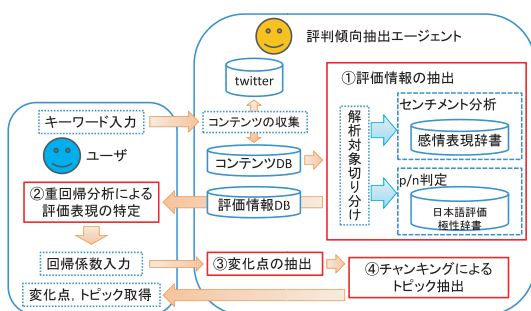 評判傾向抽出エージェント
twitter
①評価情報の抽出
センチメント分析
感情表現辞書
解析対象切り分け
p/n判定
日本語評価
極性辞書
キーワード入力
コンテンツの収集
ユーザ
コンテンツDB
②重回帰分析による
評価表現の特定
評価情報DB
回帰係数入力
③変化点の抽出
④チャンキングによる
トピック抽出
変化点，トピック取得